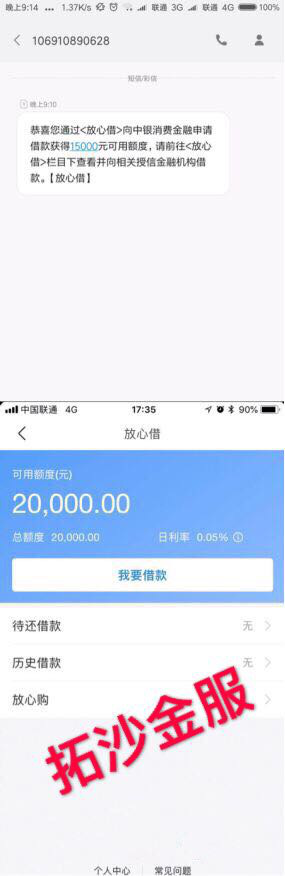 晚上9:14 ... 1.37K/s 联通 3G 联通 4G 100%
106910890628
短信/彩信
1 晚上9:10
恭喜您通过<放心借>向中银消费金融申请
借款获得15000元可用额度,请前往<放心
借>栏目下查看并向相关授信金融机构借
款。【放心借】
中国联通 4G 17:35 90%
放心借
可用额度(元)
20,000.00
总额度 20,000.00 日利率 0.05%
我要借款
待还借款 无
历史借款 无
放心购
拓沙金服
个人中心 常见问题